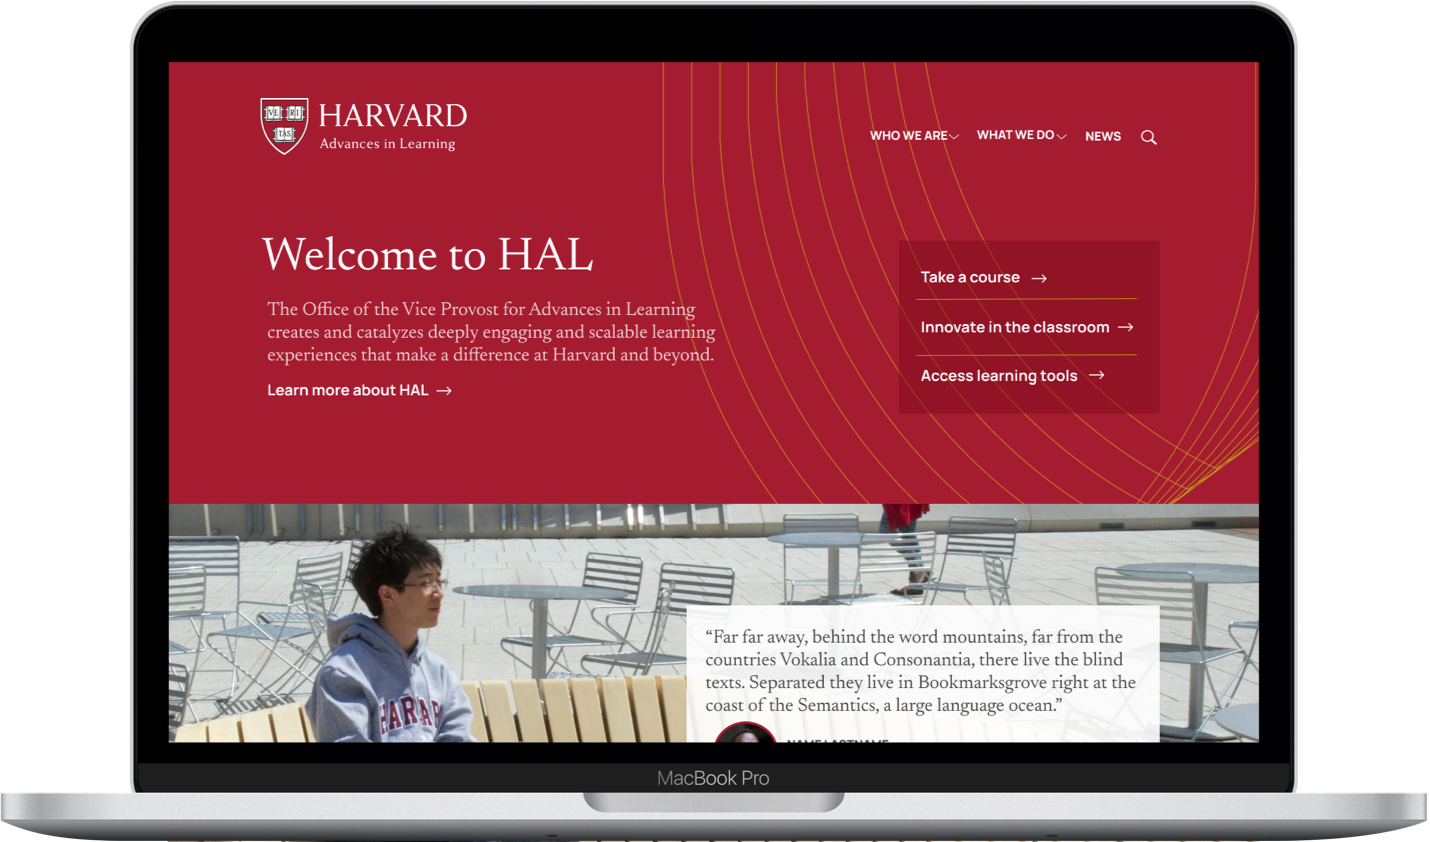 VE RI
TAS
HARVARD
Advances in Learning
WHO WE ARE
WHAT WE DO
NEWS
Welcome to HAL
The Office of the Vice Provost for Advances in Learning
creates and catalyzes deeply engaging and scalable learning
experiences that make a difference at Harvard and beyond.
Learn more about HAL →
Take a course →
Innovate in the classroom →
Access learning tools →
“Far far away, behind the word mountains, far from the
countries Vokalia and Consonantia, there live the blind
texts. Separated they live in Bookmarksgrove right at the
coast of the Semantics, a large language ocean.”
NAME LASTNAME
HARAR
MacBook Pro